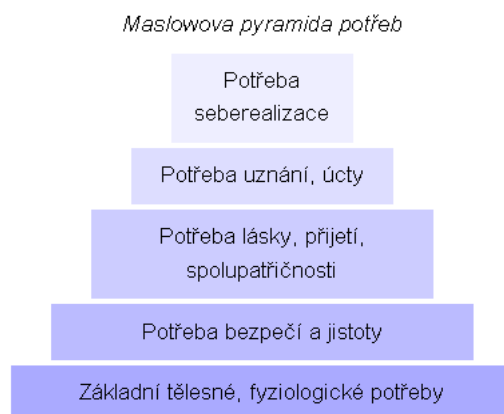 Maslowova pyramida potřeb
Potřeba
seberealizace
Potřeba uznání, úcty
Potřeba lásky, přijetí,
spolupatřičnosti
Potřeba bezpečí a jistoty
Základní tělesné, fyziologické potřeby